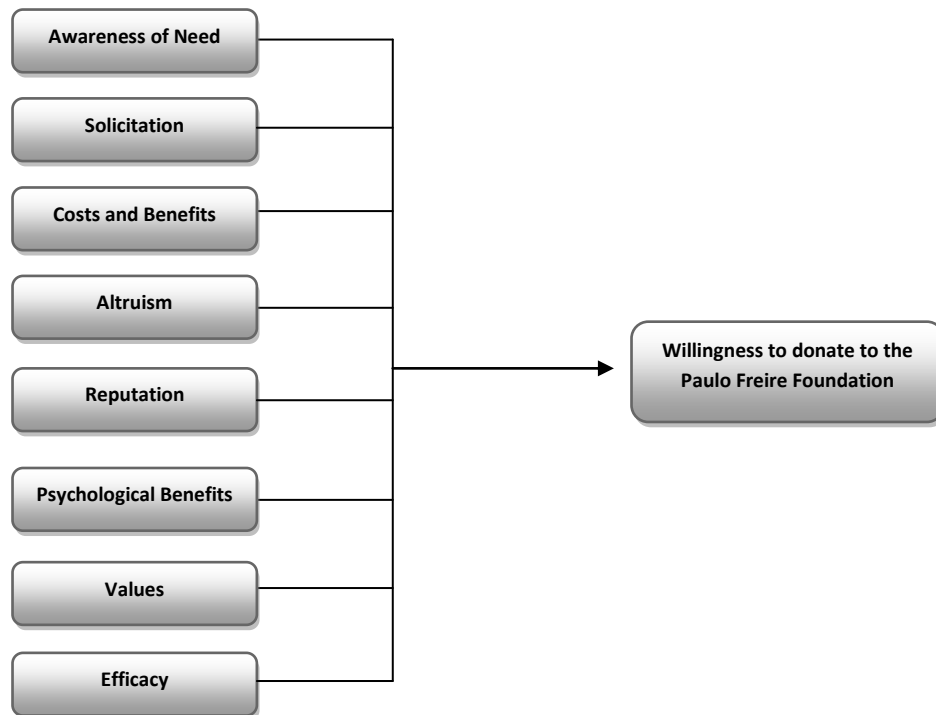 Awareness of Need
Solicitation
Costs and Benefits
Altruism
Reputation
Psychological Benefits
Values
Efficacy
Willingness to donate to the
Paulo Freire Foundation